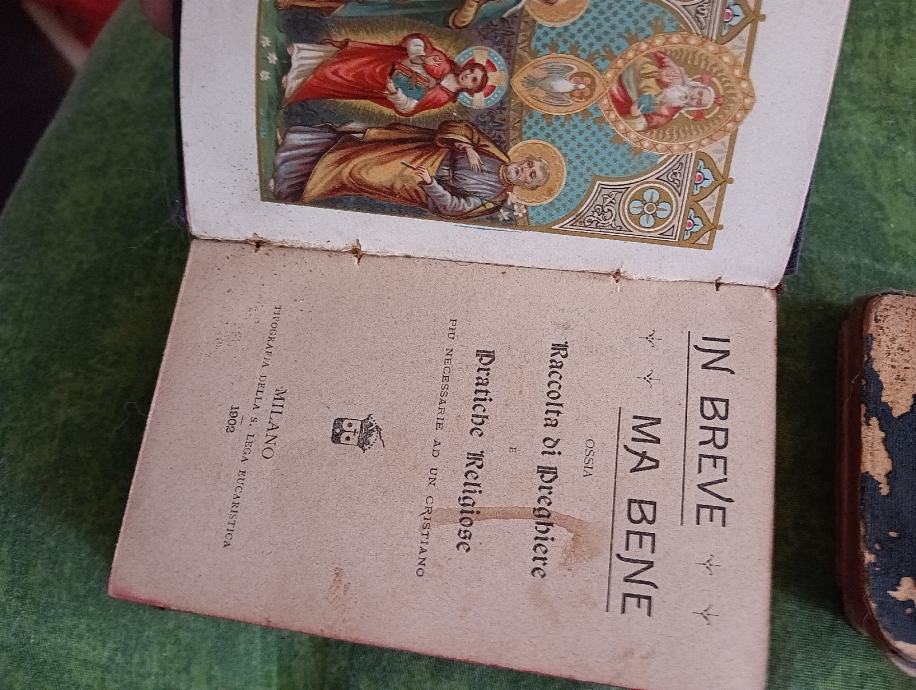 IN BREVE
MA BENE
OSSIA
Raccolta di Preghiere
E
Pratiche Religiose
PIÙ NECESSARIE AD UN CRISTIANO
MILANO
TIPOGRAFIA DELLA S. LEGA EUCARISTICA
1902